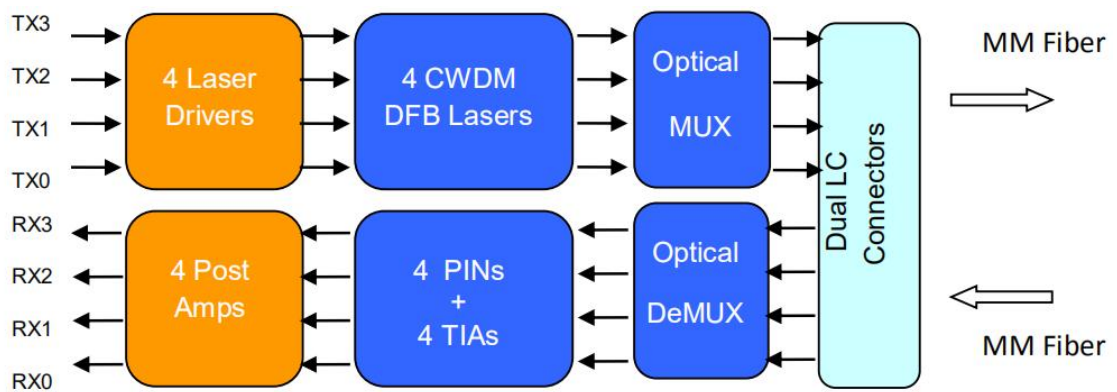 TX3
TX2
TX1
TX0
4 Laser
Drivers
4 CWDM
DFB Lasers
Optical
MUX
Dual LC
Connectors
MM Fiber
RX3
RX2
RX1
RX0
4 Post
Amps
4 PINs
+
4 TIAs
Optical
DeMUX
MM Fiber